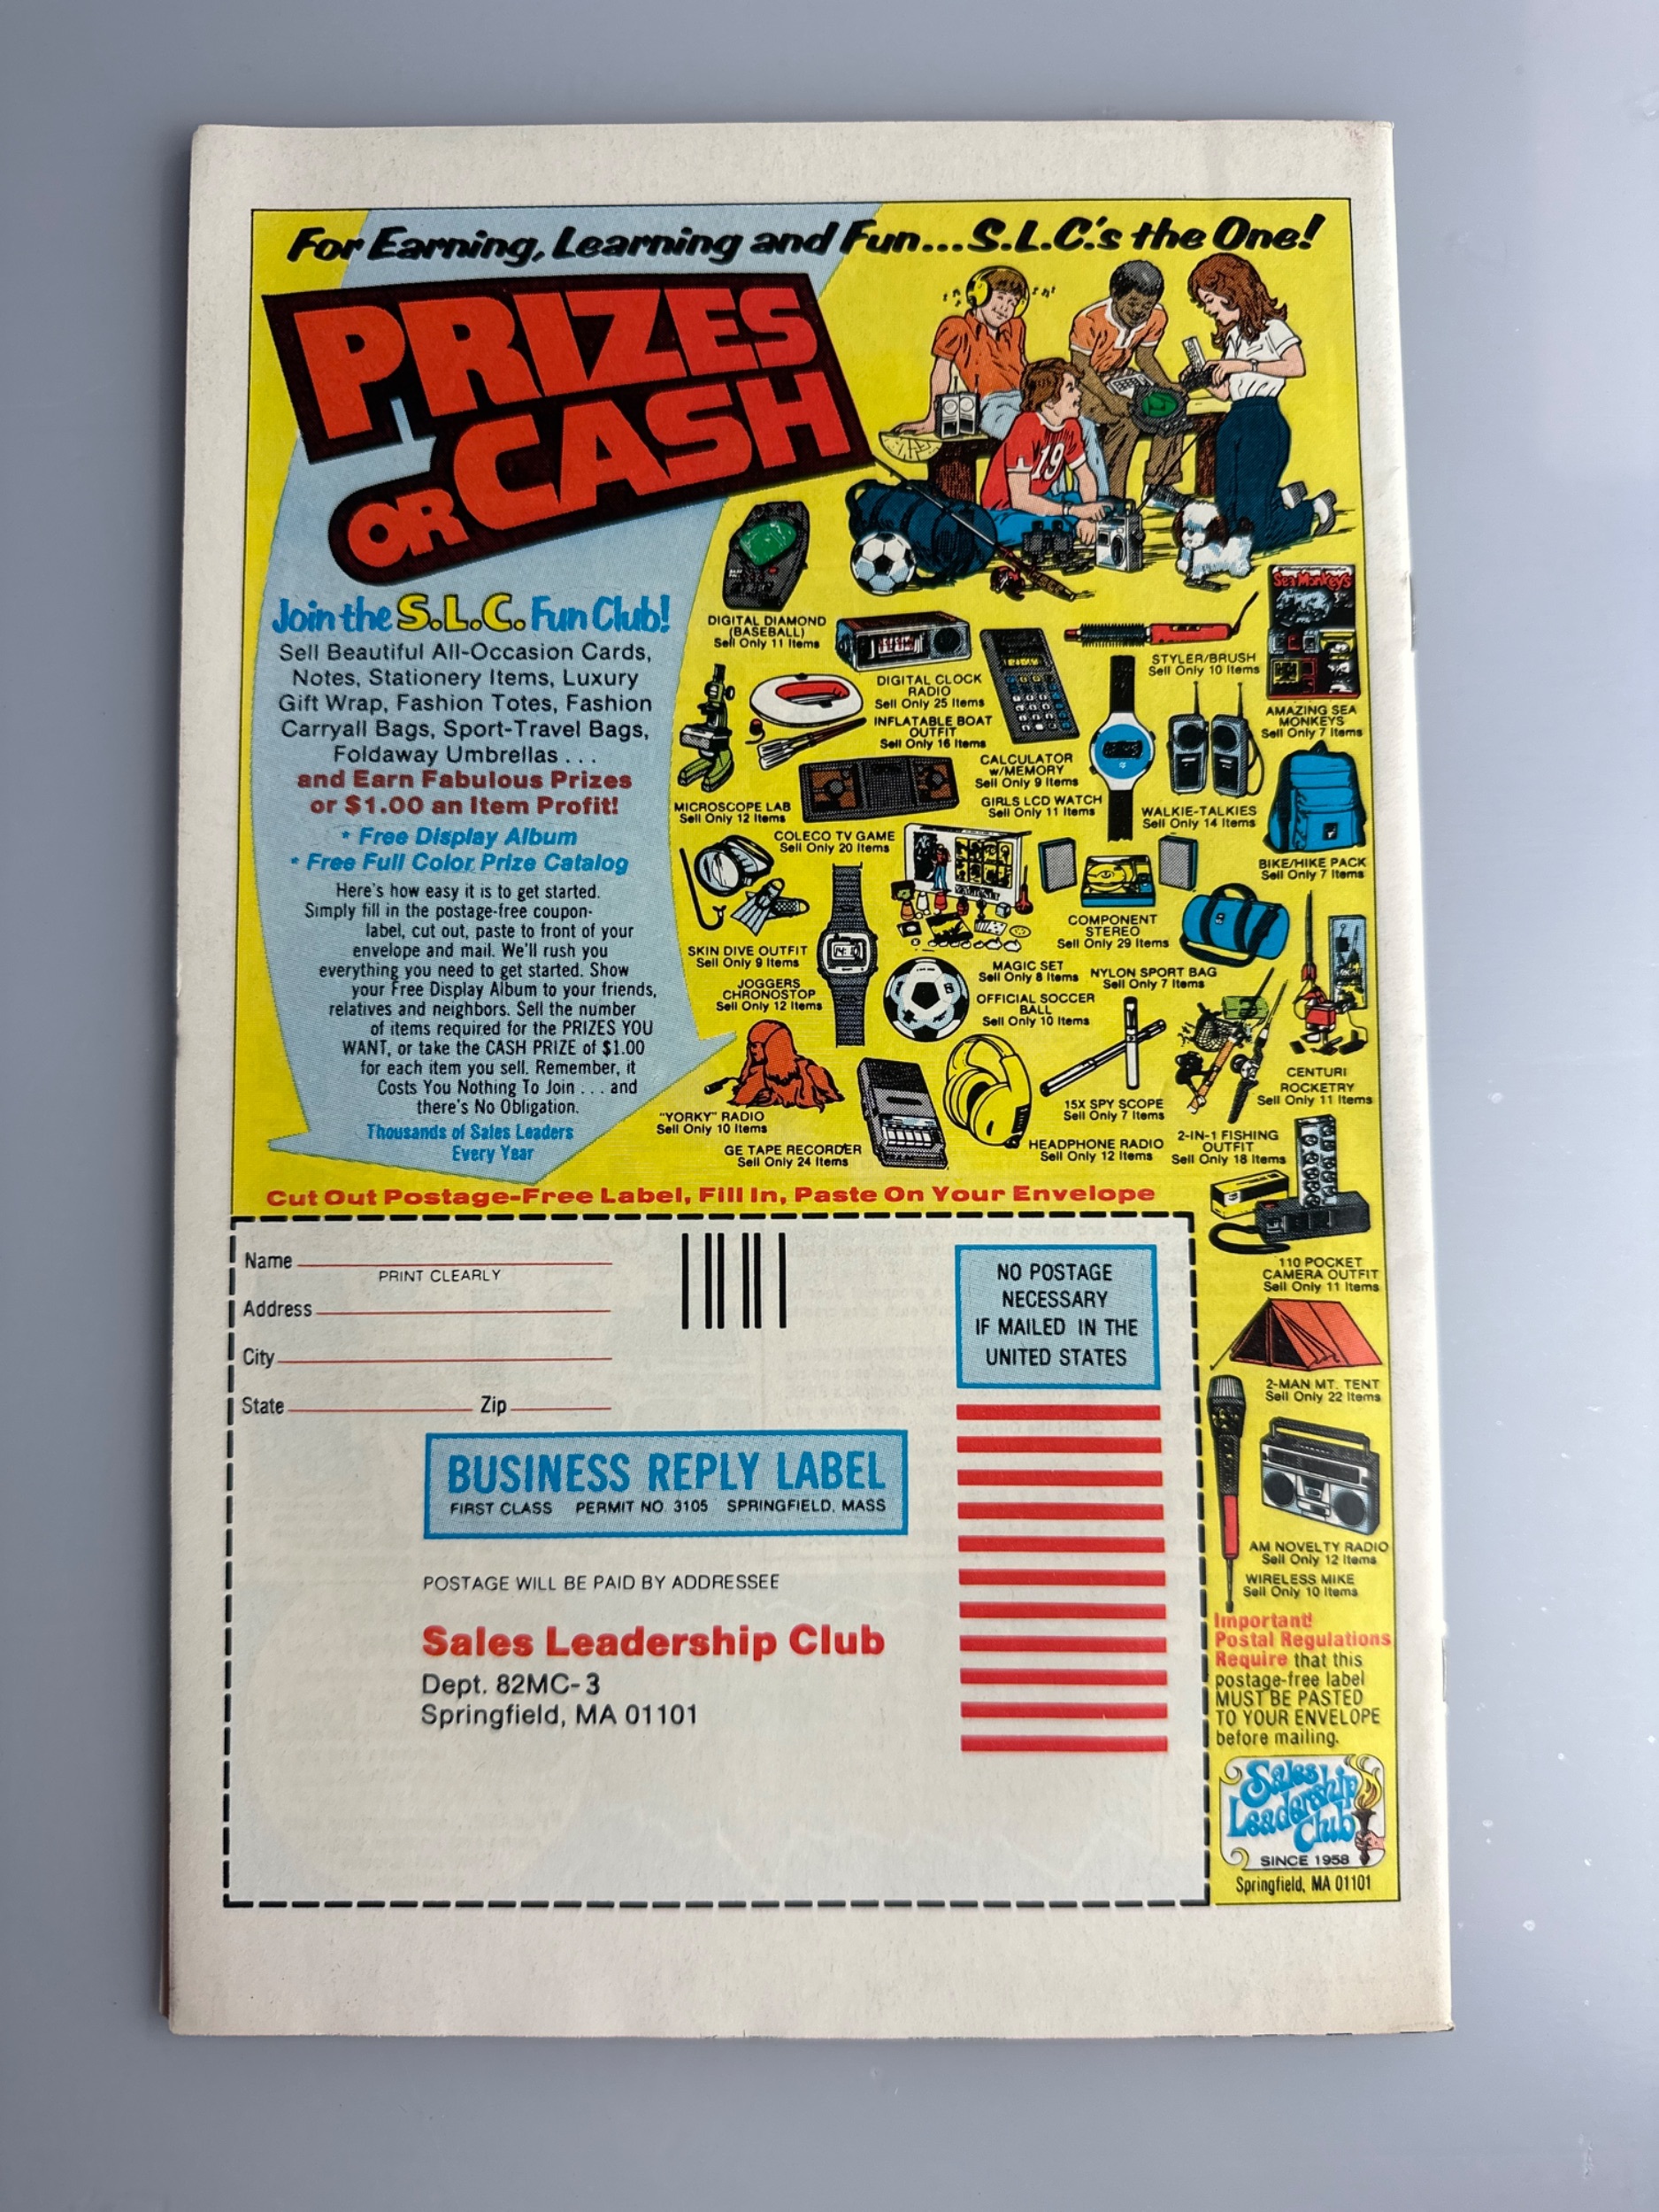 For Earning, Learning and Fun...S.L.C.'s the One!
PRIZES
OR CASH
Join the S.L.C. Fun Club!
Sell Beautiful All-Occasion Cards,
Notes, Stationery Items, Luxury
Gift Wrap, Fashion Totes, Fashion
Carryall Bags, Sport-Travel Bags,
Foldaway Umbrellas . . .
and Earn Fabulous Prizes
or $1.00 an Item Profit!
* Free Display Album
* Free Full Color Prize Catalog
Here's how easy it is to get started.
Simply fill in the postage-free coupon-
label, cut out, paste to front of your
envelope and mail. We'll rush you
everything you need to get started. Show
your Free Display Album to your friends,
relatives and neighbors. Sell the number
of items required for the PRIZES YOU
WANT, or take the CASH PRIZE of $1.00
for each item you sell. Remember, it
Costs You Nothing To Join . . . and
there's No Obligation.
Thousands of Sales Leaders
Every Year
19
DIGITAL DIAMOND
(BASEBALL)
Sell Only 11 Items
DIGITAL CLOCK
RADIO
Sell Only 25 Items
STYLER/BRUSH
Sell Only 10 Items
Sea Monkeys
AMAZING SEA
MONKEYS
Sell Only 7 Items
INFLATABLE BOAT
OUTFIT
Sell Only 16 Items
CALCULATOR
w/MEMORY
Sell Only 9 Items
MICROSCOPE LAB
Sell Only 12 Items
GIRLS LCD WATCH
Sell Only 11 Items
WALKIE-TALKIES
Sell Only 14 Items
COLECO TV GAME
Sell Only 20 Items
BIKE/HIKE PACK
Sell Only 7 Items
COMPONENT
STEREO
Sell Only 29 Items
SKIN DIVE OUTFIT
Sell Only 9 Items
MAGIC SET
Sell Only 8 Items
NYLON SPORT BAG
Sell Only 7 Items
JOGGERS
CHRONOSTOP
Sell Only 12 Items
OFFICIAL SOCCER
BALL
Sell Only 10 Items
CENTURI
ROCKETRY
Sell Only 11 Items
"YORKY" RADIO
Sell Only 10 Items
15X SPY SCOPE
Sell Only 7 Items
GE TAPE RECORDER
Sell Only 24 Items
HEADPHONE RADIO
Sell Only 12 Items
2-IN-1 FISHING
OUTFIT
Sell Only 18 Items
110 POCKET
CAMERA OUTFIT
Sell Only 11 Items
2-MAN MT. TENT
Sell Only 22 Items
AM NOVELTY RADIO
Sell Only 12 Items
WIRELESS MIKE
Sell Only 10 Items
Cut Out Postage-Free Label, Fill In, Paste On Your Envelope
Name
PRINT CLEARLY
Address
City
State Zip
NO POSTAGE
NECESSARY
IF MAILED IN THE
UNITED STATES
BUSINESS REPLY LABEL
FIRST CLASS PERMIT NO. 3105 SPRINGFIELD, MASS
POSTAGE WILL BE PAID BY ADDRESSEE
Sales Leadership Club
Dept. 82MC-3
Springfield, MA 01101
Important!
Postal Regulations
Require that this
postage-free label
MUST BE PASTED
TO YOUR ENVELOPE
before mailing.
Sales
Leadership
Club
SINCE 1958
Springfield, MA 01101